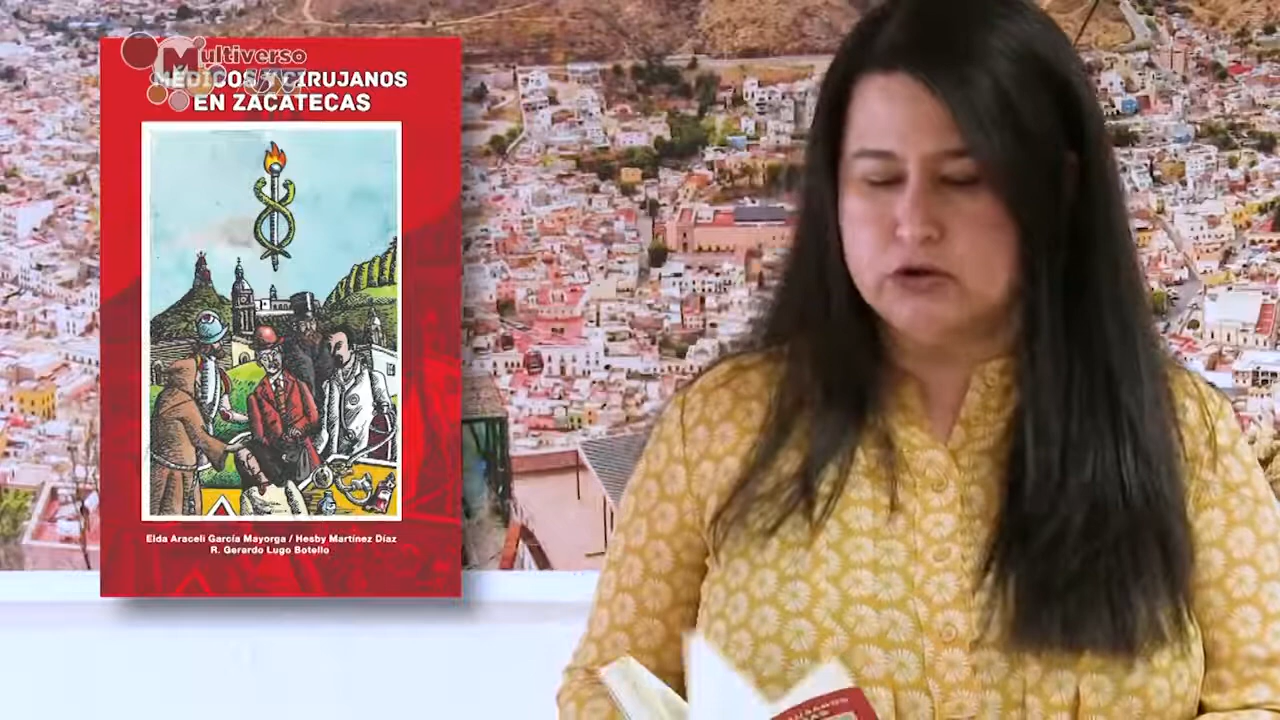 Multiverso
MÉDICOS Y CIRUJANOS
EN ZACATECAS
Elda Araceli García Mayorga / Hesby Martínez Díaz
R. Gerardo Lugo Botello